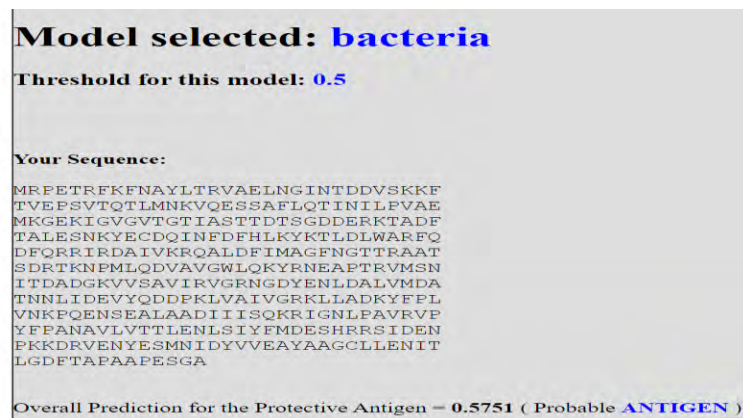 Model selected: bacteria
Threshold for this model: 0.5
Your Sequence:
MRPETRFKFNAYLTRVAELNGINTDDVSKKF
TVEPSVTQTLMNKVQESSAFLQTINILPVAE
MKGEKIGVGVTGTIASTTDTSGDDERKTADF
TALESNKYECDQINFDFHLKYKTLDLWARFQ
DFQRRIRDAIVKRQALDFIMAGFNGTTRAAT
SDRTKNPMLQDVAVGWLQKYRNEAPTRVMSN
ITDADGKVVSAVIRVGRNGDYENLDALVMDA
TNNLIDEVYQDDPKLVAIVGRKLLADKYFPL
VNKPQENSEALAADIIISQKRIGNLPAVRVP
YFPANAVLVTTLENLSIYFMDESHRRSIDEN
PKKDRVENYESMNIDYVVEAYAAGCLLENIT
LGDFTAPAAPESGA
Overall Prediction for the Protective Antigen = 0.5751 ( Probable ANTIGEN )